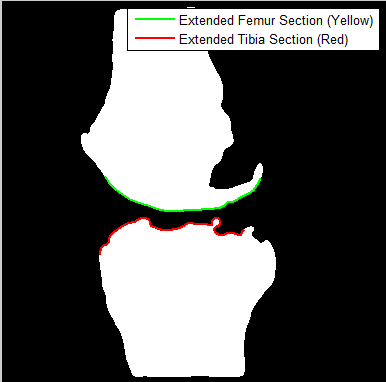 Extended Femur Section (Yellow)
Extended Tibia Section (Red)